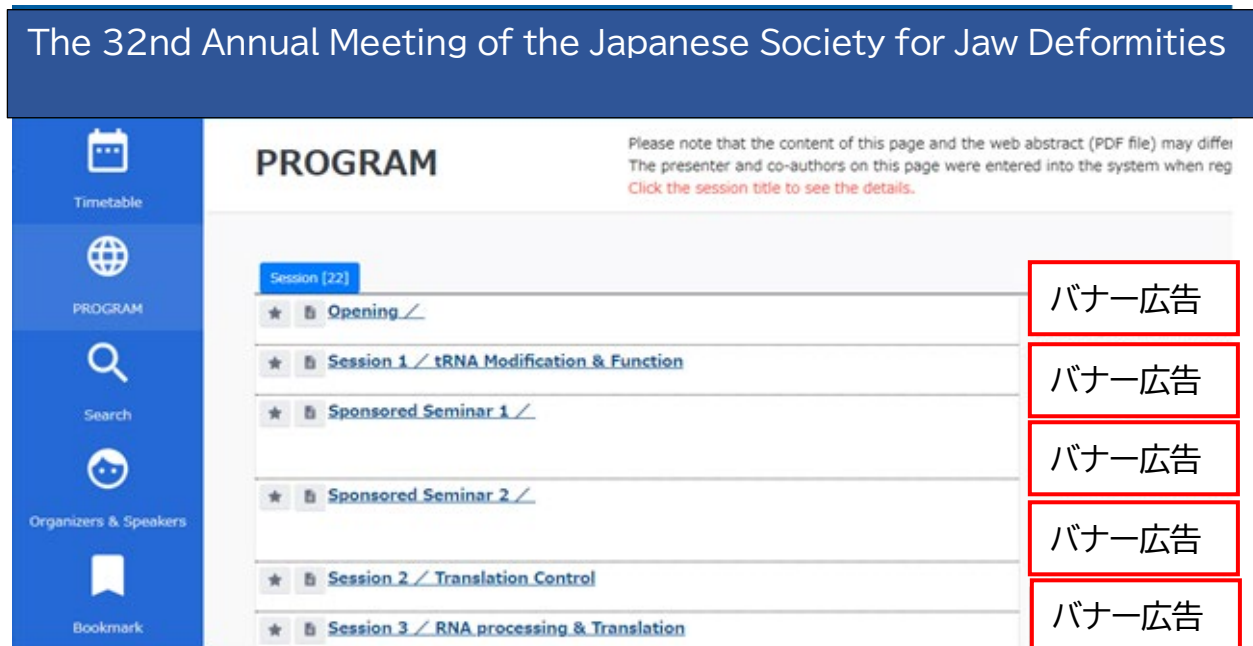 The 32nd Annual Meeting of the Japanese Society for Jaw Deformities
Timetable
PROGRAM
Search
Organizers & Speakers
Bookmark
PROGRAM
Please note that the content of this page and the web abstract (PDF file) may differ
The presenter and co-authors on this page were entered into the system when reg
Click the session title to see the details.
Session [22]
Opening ／
Session 1 ／ tRNA Modification & Function
Sponsored Seminar 1 ／
Sponsored Seminar 2 ／
Session 2 ／ Translation Control
Session 3 ／ RNA processing & Translation
バナー広告
バナー広告
バナー広告
バナー広告
バナー広告